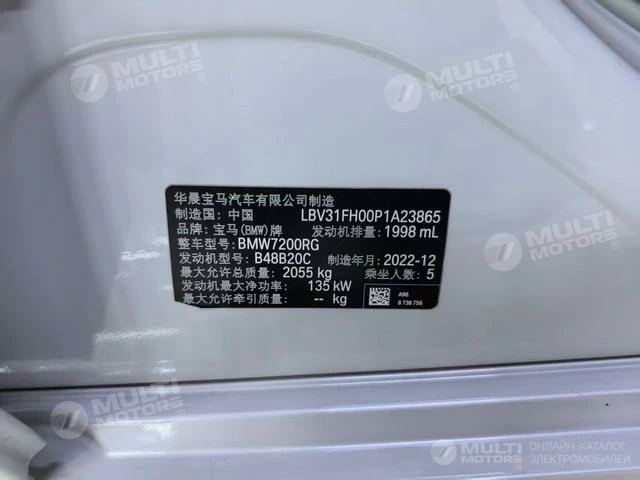 MULTI MOTORS®
MULTI MOTORS®
华晨宝马汽车有限公司制造
制造国: 中国 LBV31FH00P1A23865
品牌: 宝马(BMW)牌 发动机排量: 1998 mL
整车型号: BMW7200RG
发动机型号: B48B20C 制造年月: 2022-12
最大允许总质量: 2055 kg 乘坐人数: 5
发动机最大净功率: 135 kW
最大允许牵引质量: -- kg
A96
8 738 756
MULTI MOTORS®
MULTI MOTORS®
MULTI MOTORS
ОНЛАЙН-КАТАЛОГ
ЭЛЕКТРОМОБИЛЕЙ